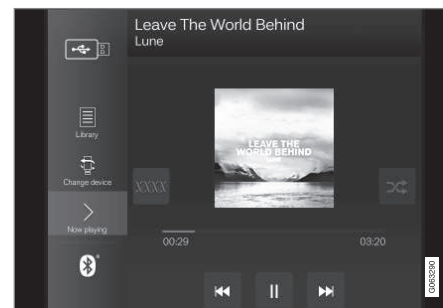 Leave The World Behind
Lune
Library
Change device
Now playing
LEAVE THE
WORLD BEHIND
XXXX
00:29
03:20
G063290